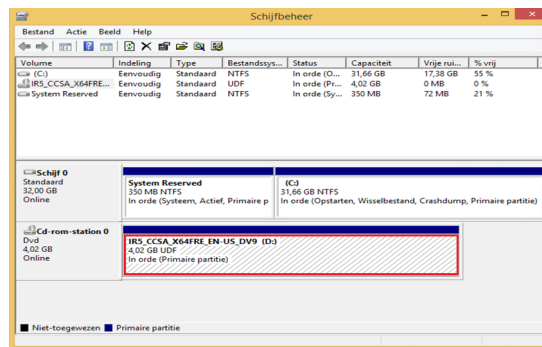 Schijfbeheer
Bestand Actie Beeld Help
Volume Indeling Type Bestandssys... Status Capaciteit Vrije rui... % vrij
(C:) Eenvoudig Standaard NTFS In orde (O... 31,66 GB 17,38 GB 55 %
IR5_CCSA_X64FRE... Eenvoudig Standaard UDF In orde (Pr... 4,02 GB 0 MB 0 %
System Reserved Eenvoudig Standaard NTFS In orde (Sy... 350 MB 72 MB 21 %
Schijf 0
Standaard
32,00 GB
Online
System Reserved
350 MB NTFS
In orde (Systeem, Actief, Primaire p
(C:)
31,66 GB NTFS
In orde (Opstarten, Wisselbestand, Crashdump, Primaire partitie)
Cd-rom-station 0
Dvd
4,02 GB
Online
IR5_CCSA_X64FRE_EN-US_DV9 (D:)
4,02 GB UDF
In orde (Primaire partitie)
Niet-toegewezen Primaire partitie